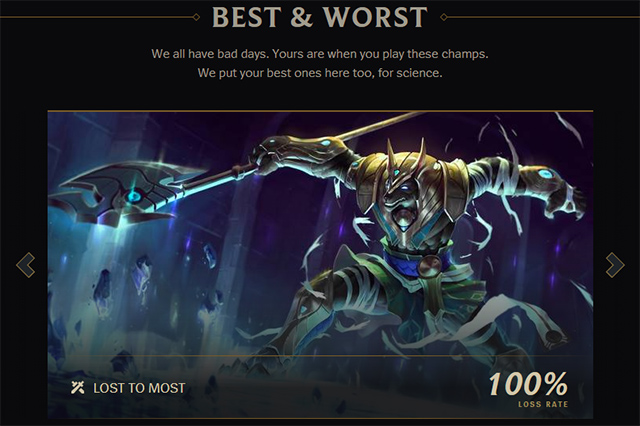 BEST & WORST
We all have bad days. Yours are when you play these champs.
We put your best ones here too, for science.
LOST TO MOST
100%
LOSS RATE